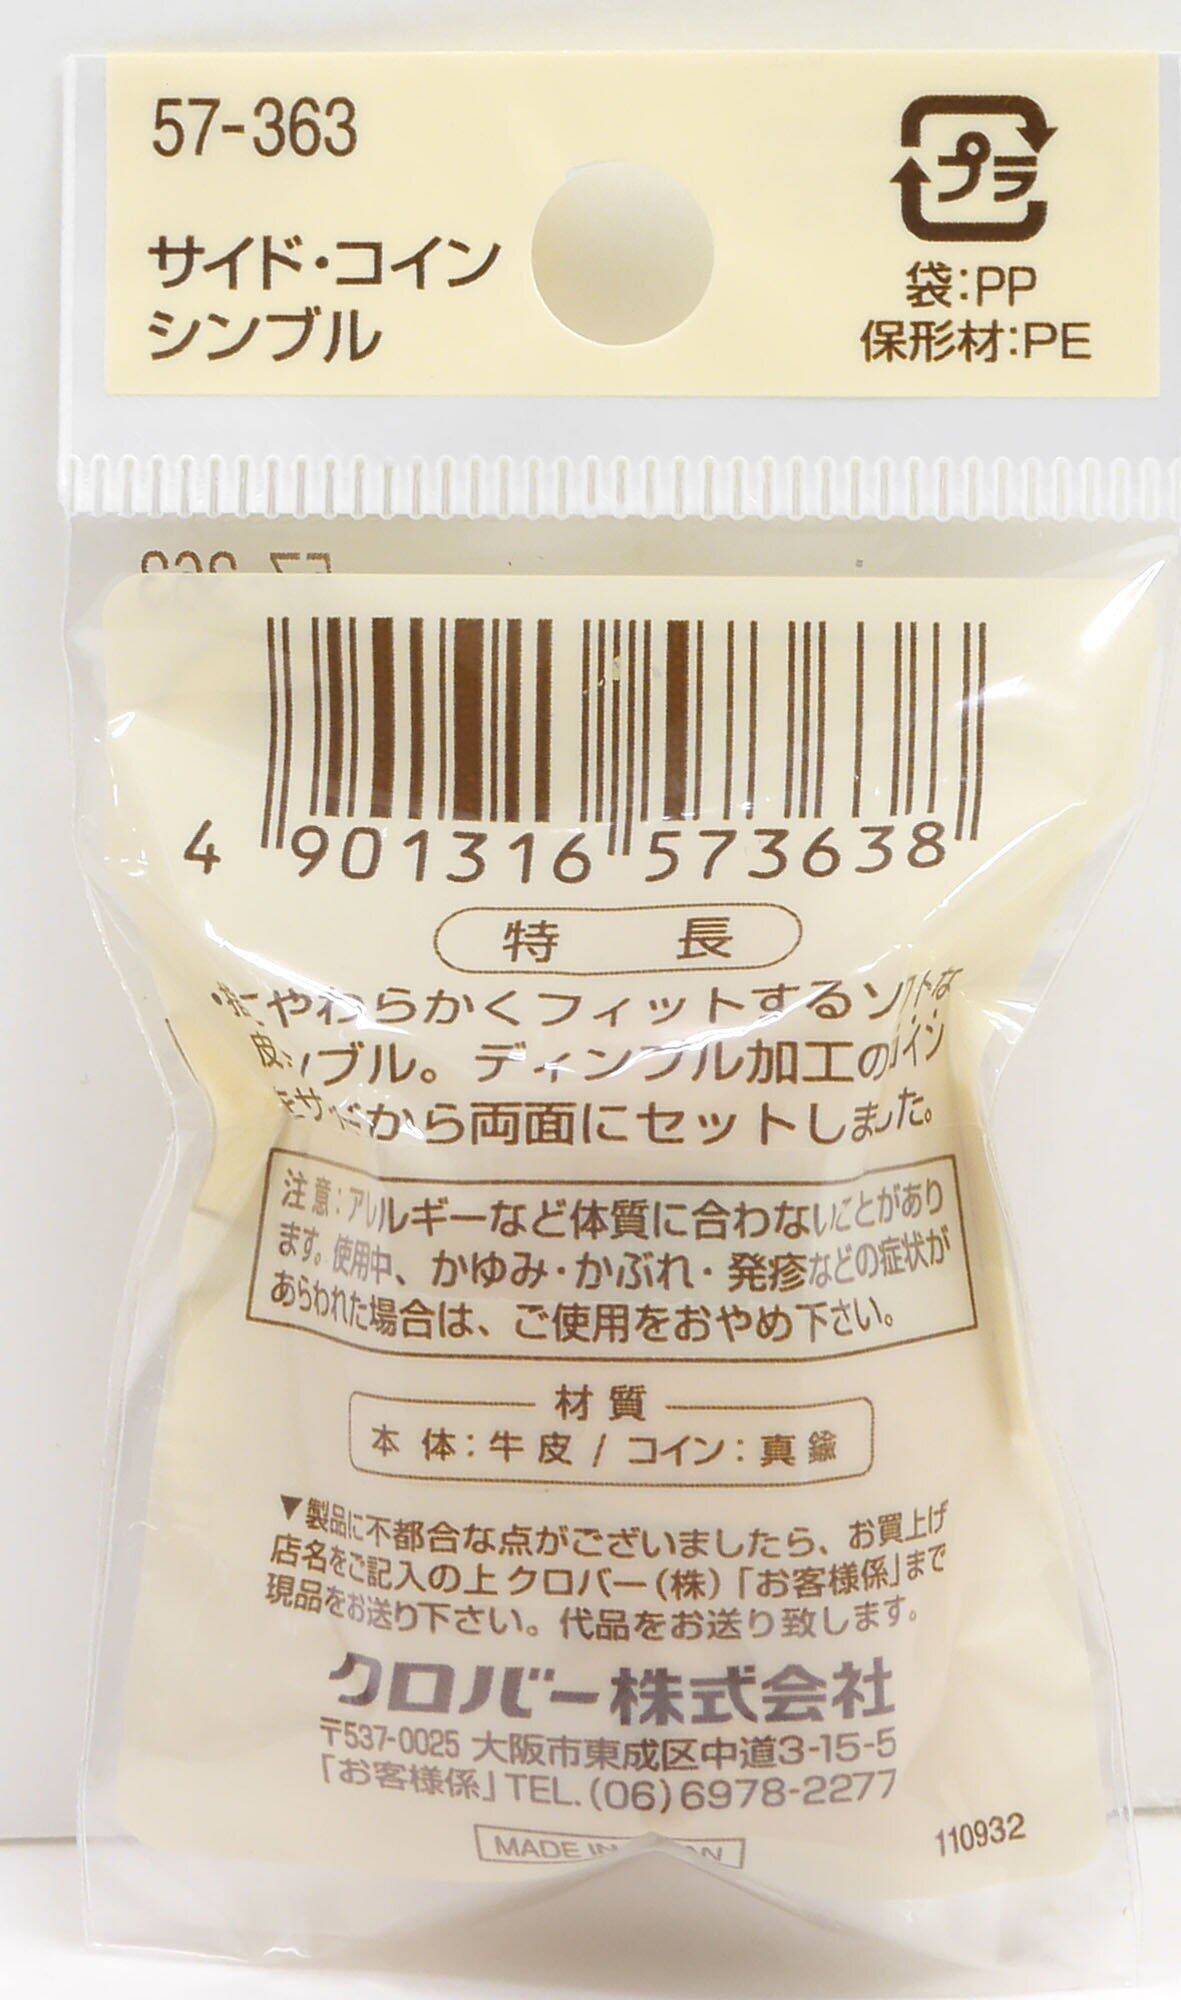 57-363
サイド・コイン
シンブル
プラ
袋:PP
保形材:PE
4 901316 573638
特 長
やわらかくフィットするソフトな
ンブル。ディンプル加工のコイン
サイドから両面にセットしました。
注意:アレルギーなど体質に合わないことがあり
ます。使用中、かゆみ・かぶれ・発疹などの症状が
あらわれた場合は、ご使用をおやめ下さい。
材質
本体:牛皮/コイン:真鍮
▼製品に不都合な点がございましたら、お買上げ
店名をご記入の上クロバー(株)「お客様係」まで
現品をお送り下さい。代品をお送り致します。
クロバー株式会社
〒537-0025 大阪市東成区中道3-15-5
「お客様係」TEL.(06)6978-2277
MADE IN
110932